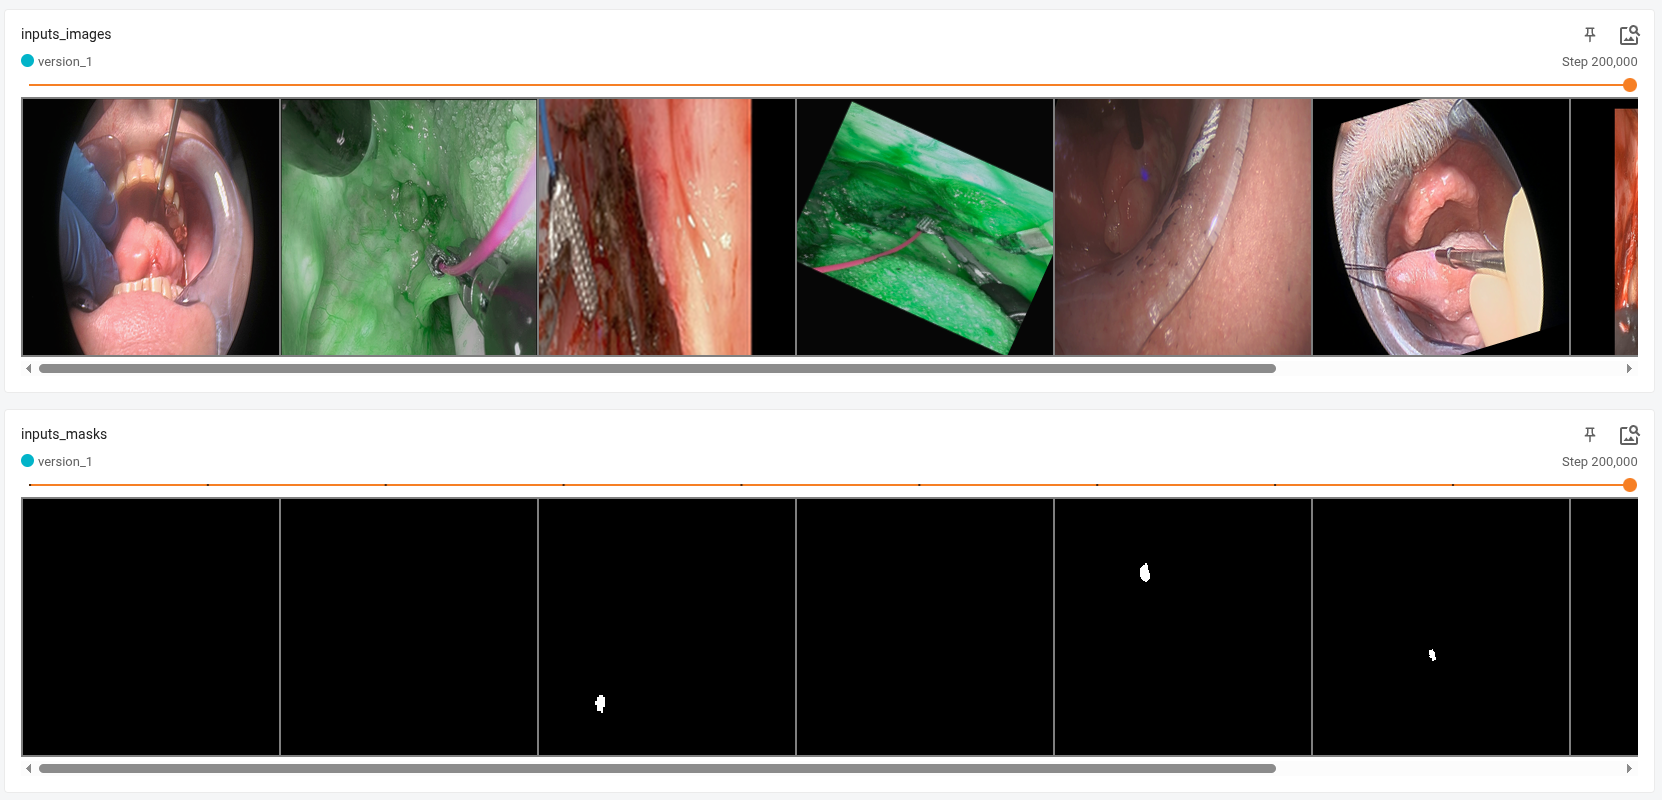 inputs_images
version_1
Step 200,000
inputs_masks
version_1
Step 200,000